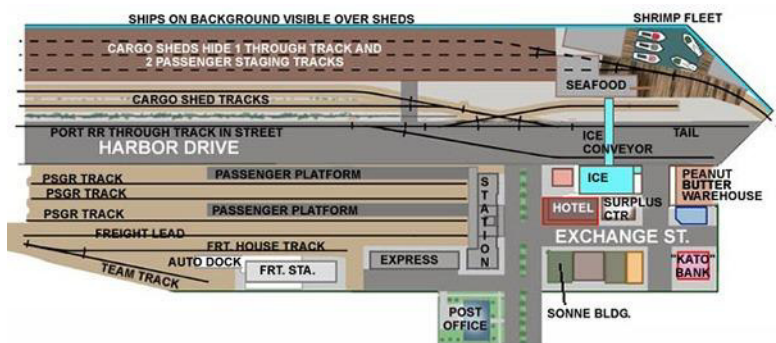 SHIPS ON BACKGROUND VISIBLE OVER SHEDS
SHRIMP FLEET
CARGO SHEDS HIDE 1 THROUGH TRACK AND
2 PASSENGER STAGING TRACKS
SEAFOOD
CARGO SHED TRACKS
PORT RR THROUGH TRACK IN STREET
TAIL
HARBOR DRIVE
ICE
CONVEYOR
PSGR TRACK
PASSENGER PLATFORM
STATION
ICE
PEANUT
BUTTER
WAREHOUSE
PSGR TRACK
PSGR TRACK
PASSENGER PLATFORM
HOTEL
SURPLUS
CTR
FREIGHT LEAD
EXCHANGE ST.
FRT. HOUSE TRACK
AUTO DOCK
FRT. STA.
EXPRESS
"KATO"
BANK
TEAM TRACK
SONNE BLDG.
POST
OFFICE